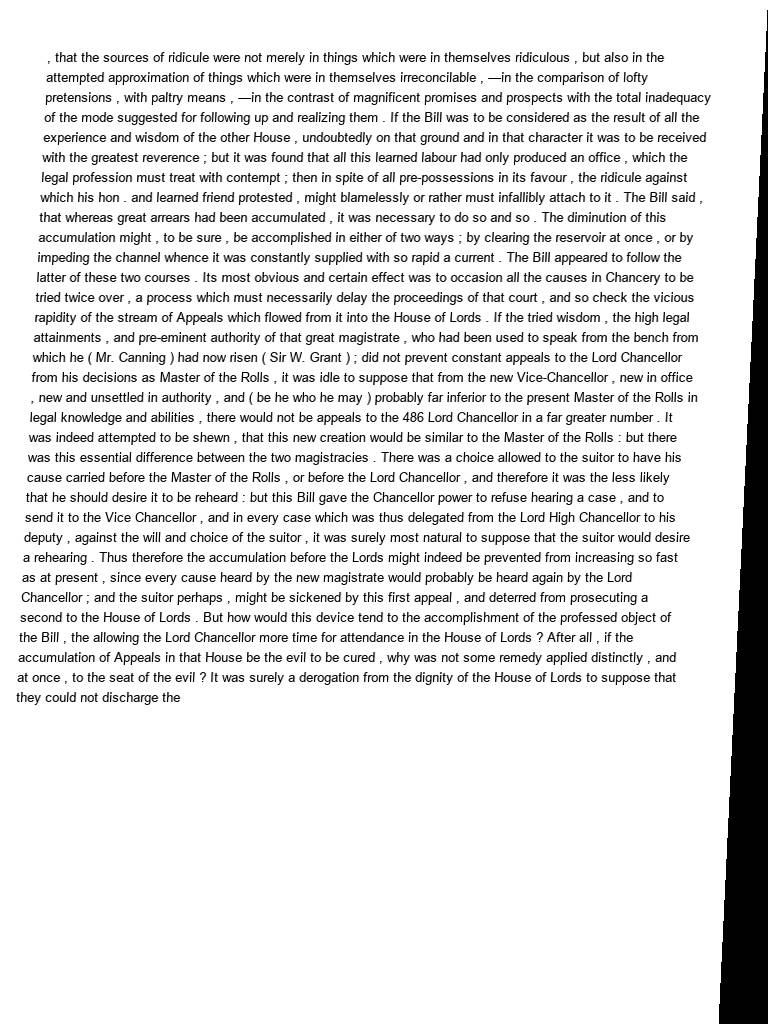 , that the sources of ridicule were not merely in things which were in themselves ridiculous , but also in the
attempted approximation of things which were in themselves irreconcilable , —in the comparison of lofty
pretensions , with paltry means , —in the contrast of magnificent promises and prospects with the total inadequacy
of the mode suggested for following up and realizing them . If the Bill was to be considered as the result of all the
experience and wisdom of the other House , undoubtedly on that ground and in that character it was to be received
with the greatest reverence ; but it was found that all this learned labour had only produced an office , which the
legal profession must treat with contempt ; then in spite of all pre-possessions in its favour , the ridicule against
which his hon . and learned friend protested , might blamelessly or rather must infallibly attach to it . The Bill said ,
that whereas great arrears had been accumulated , it was necessary to do so and so . The diminution of this
accumulation might , to be sure , be accomplished in either of two ways ; by clearing the reservoir at once , or by
impeding the channel whence it was constantly supplied with so rapid a current . The Bill appeared to follow the
latter of these two courses . Its most obvious and certain effect was to occasion all the causes in Chancery to be
tried twice over , a process which must necessarily delay the proceedings of that court , and so check the vicious
rapidity of the stream of Appeals which flowed from it into the House of Lords . If the tried wisdom , the high legal
attainments , and pre-eminent authority of that great magistrate , who had been used to speak from the bench from
which he ( Mr. Canning ) had now risen ( Sir W. Grant ) ; did not prevent constant appeals to the Lord Chancellor
from his decisions as Master of the Rolls , it was idle to suppose that from the new Vice-Chancellor , new in office
, new and unsettled in authority , and ( be he who he may ) probably far inferior to the present Master of the Rolls in
legal knowledge and abilities , there would not be appeals to the 486 Lord Chancellor in a far greater number . It
was indeed attempted to be shewn , that this new creation would be similar to the Master of the Rolls : but there
was this essential difference between the two magistracies . There was a choice allowed to the suitor to have his
cause carried before the Master of the Rolls , or before the Lord Chancellor , and therefore it was the less likely
that he should desire it to be reheard : but this Bill gave the Chancellor power to refuse hearing a case , and to
send it to the Vice Chancellor , and in every case which was thus delegated from the Lord High Chancellor to his
deputy , against the will and choice of the suitor , it was surely most natural to suppose that the suitor would desire
a rehearing . Thus therefore the accumulation before the Lords might indeed be prevented from increasing so fast
as at present , since every cause heard by the new magistrate would probably be heard again by the Lord
Chancellor ; and the suitor perhaps , might be sickened by this first appeal , and deterred from prosecuting a
second to the House of Lords . But how would this device tend to the accomplishment of the professed object of
the Bill , the allowing the Lord Chancellor more time for attendance in the House of Lords ? After all , if the
accumulation of Appeals in that House be the evil to be cured , why was not some remedy applied distinctly , and
at once , to the seat of the evil ? It was surely a derogation from the dignity of the House of Lords to suppose that
they could not discharge the